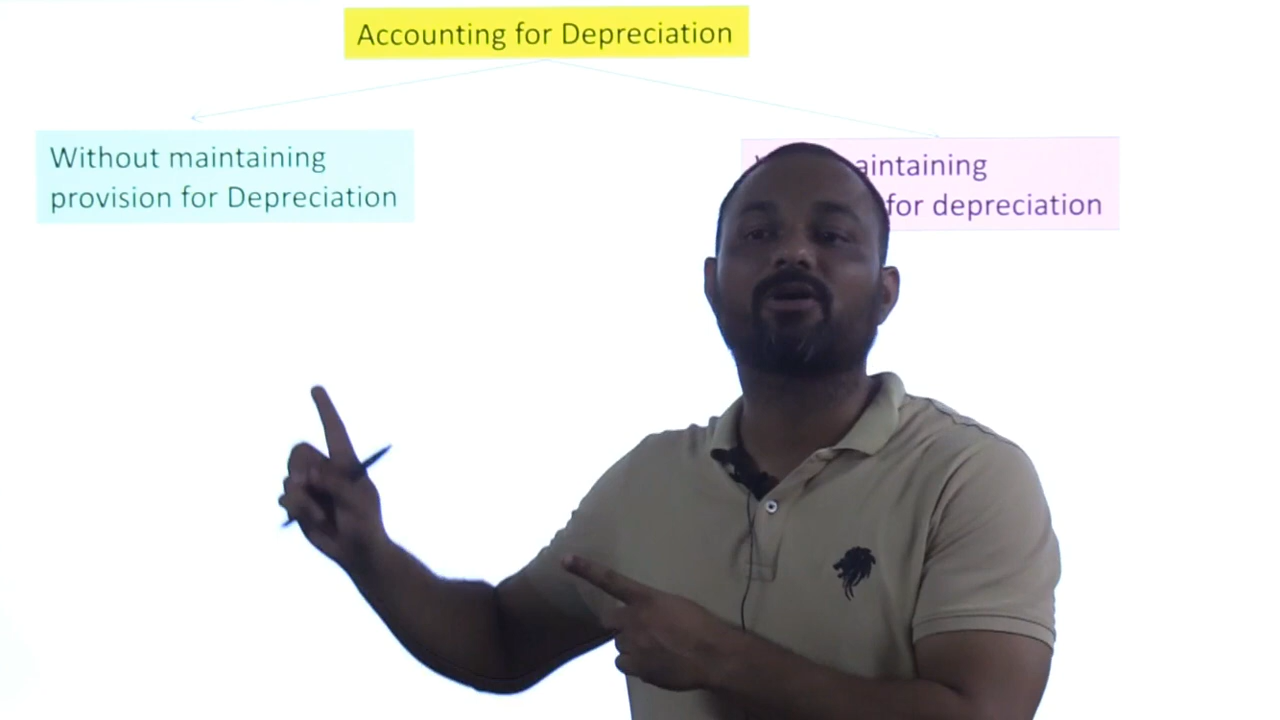 Accounting for Depreciation
Without maintaining
provision for Depreciation
aintaining
for depreciation